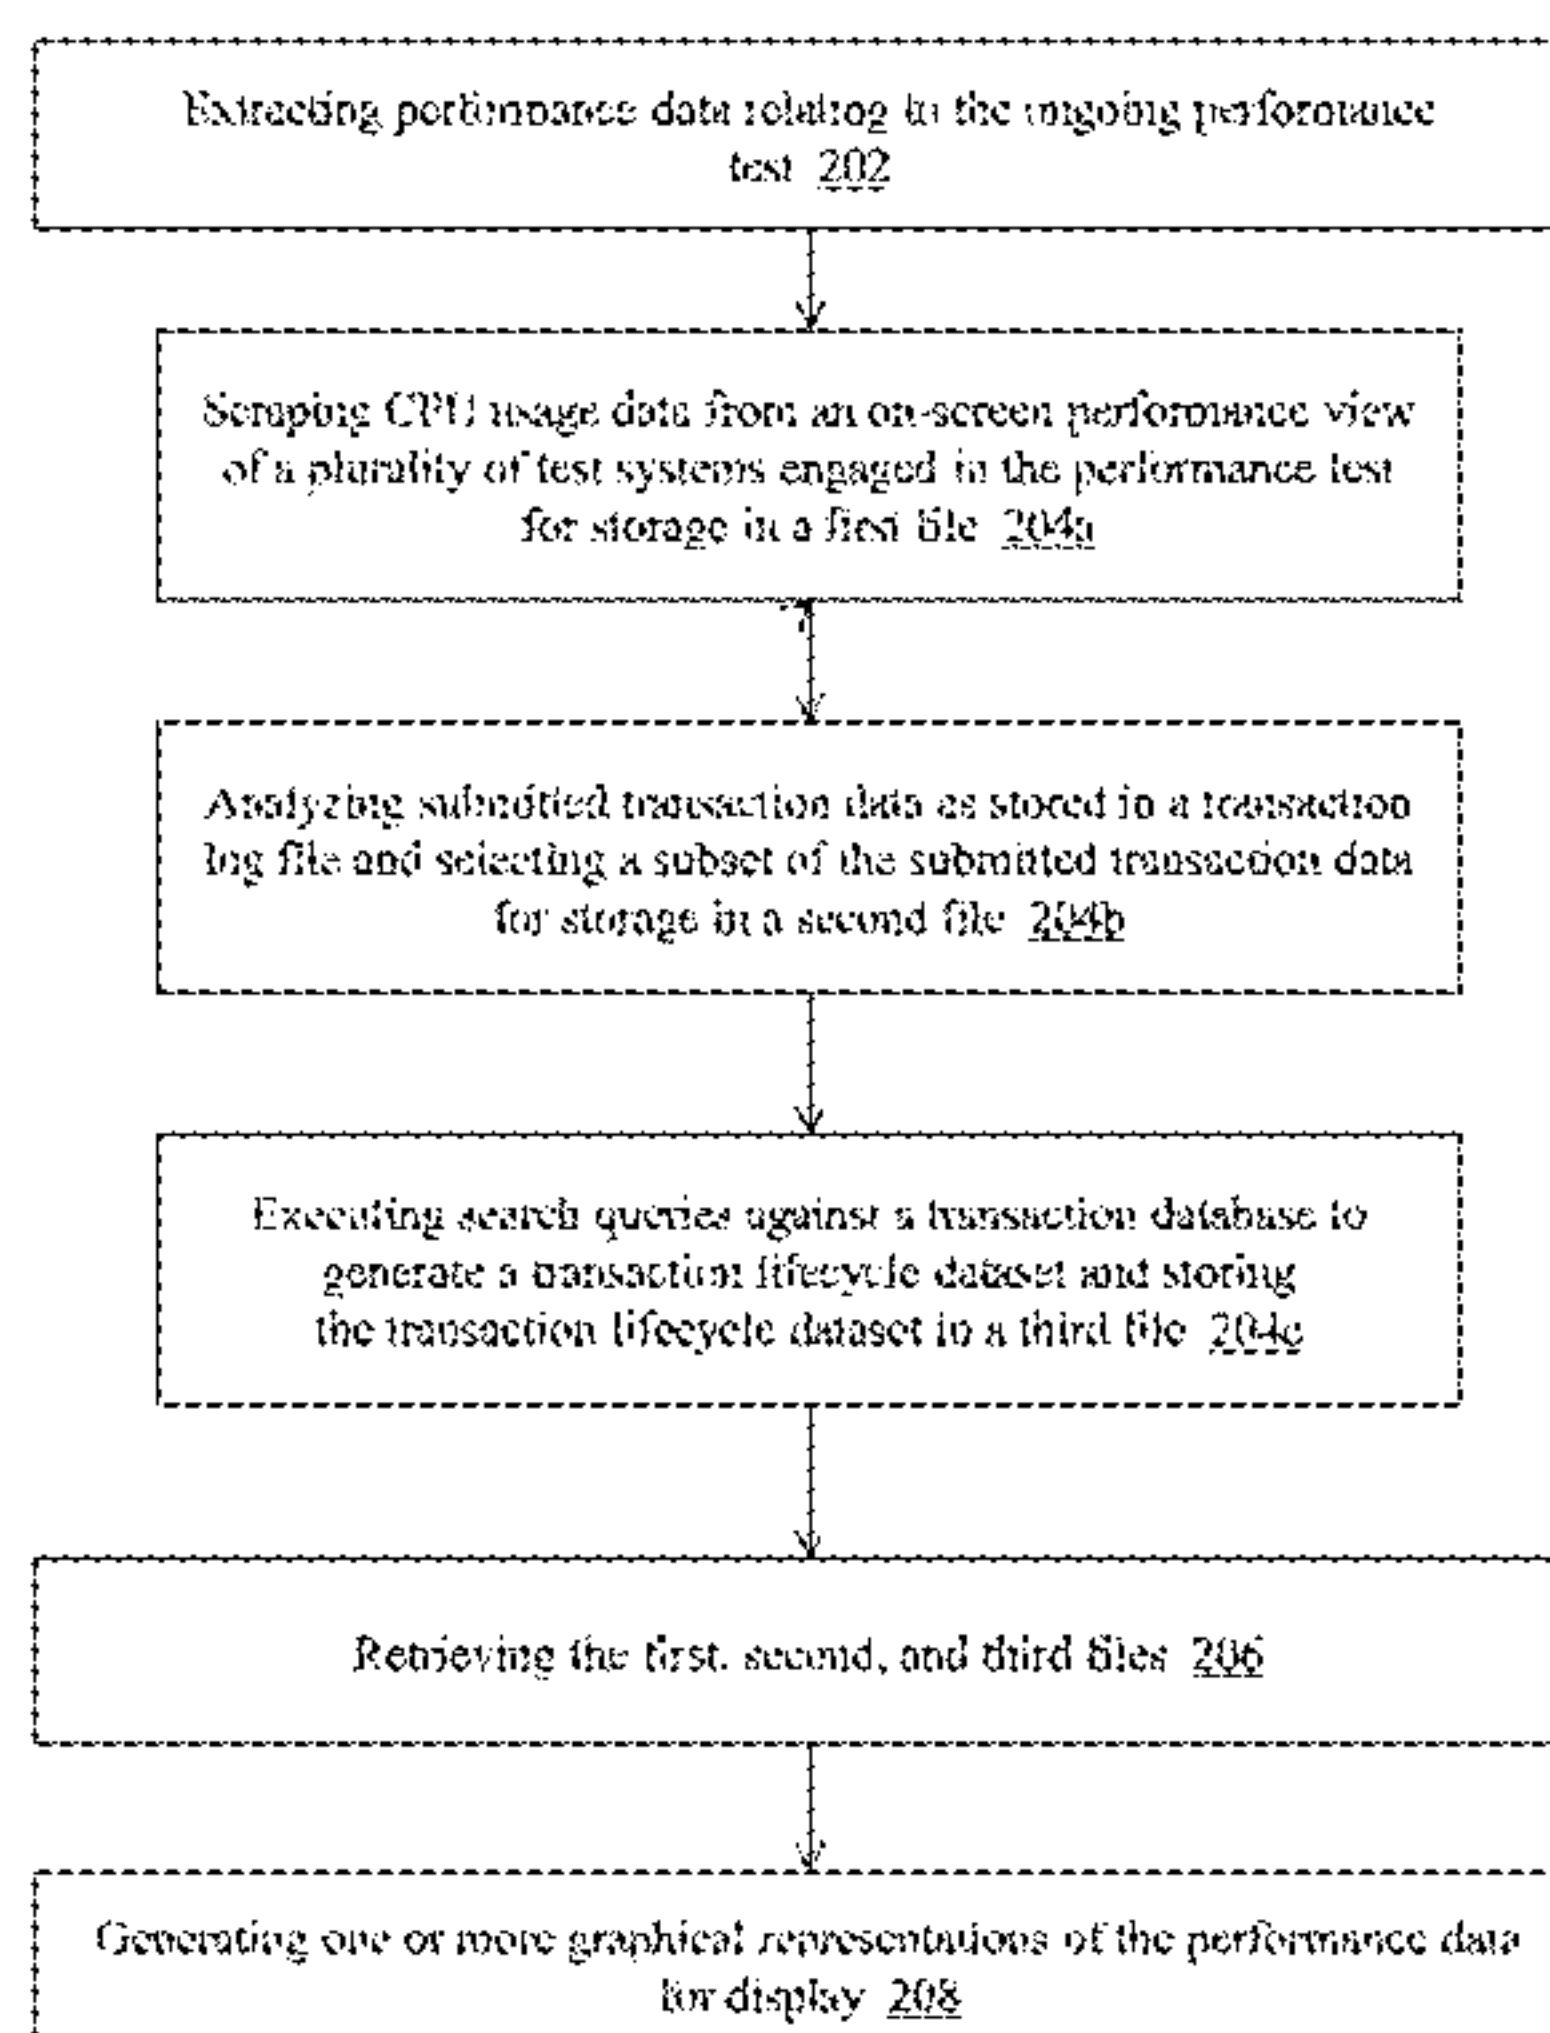 Extracting performance data relating to the ongoing performance
test 202
Scraping CPU usage data from an on-screen performance view
of a plurality of test systems engaged in the performance test
for storage in a first file 204a
Analyzing submitted transaction data as stored in a transaction
log file and selecting a subset of the submitted transaction data
for storage in a second file 204b
Executing search queries against a transaction database to
generate a transaction lifecycle dataset and storing
the transaction lifecycle dataset in a third file 204c
Retrieving the first, second, and third files 206
Generating one or more graphical representations of the performance data
for display 208